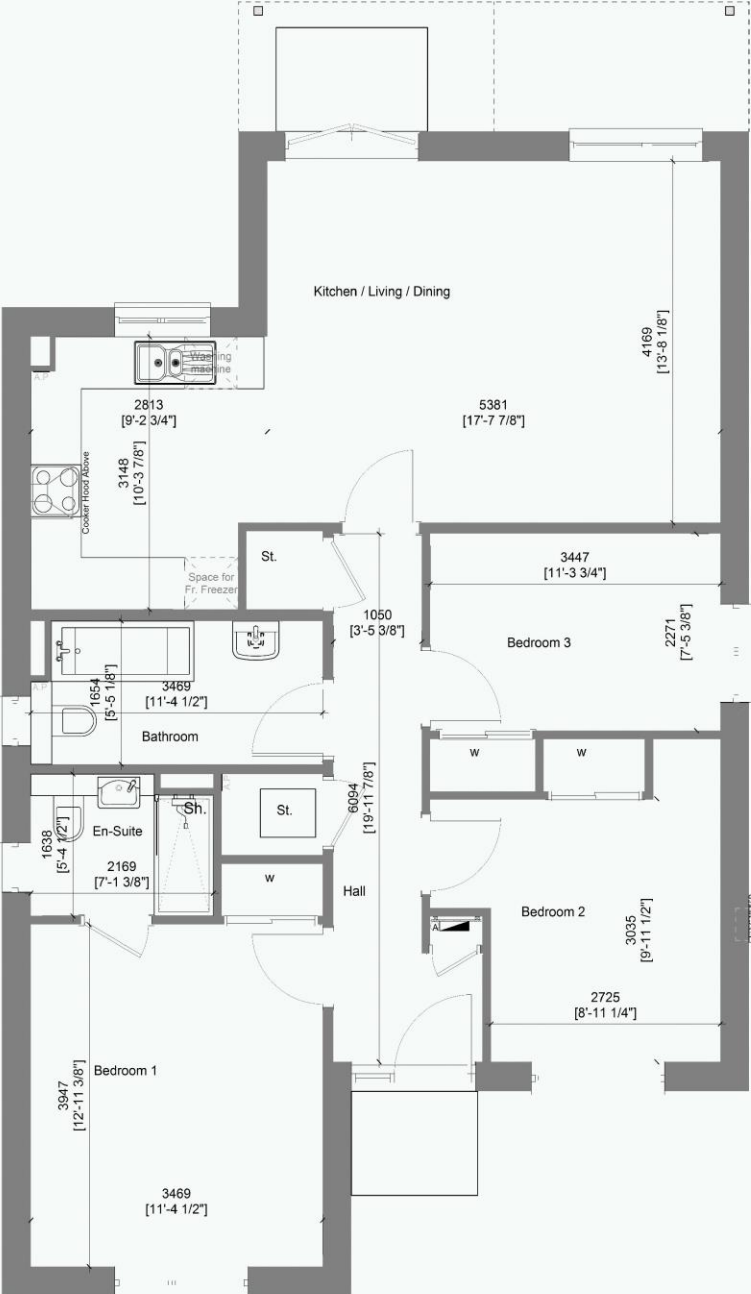 Kitchen / Living / Dining
4169
[13'-8 1/8"]
Washing
machine
A.P
2813
[9'-2 3/4"]
5381
[17'-7 7/8"]
3148
[10'-3 7/8"]
Cooker Hood Above
St.
Space for
Fr. Freezer
3447
[11'-3 3/4"]
1050
[3'-5 3/8"]
Bedroom 3
2271
[7'-5 3/8"]
A.P
1654
[5'-5 1/8"]
3469
[11'-4 1/2"]
Bathroom
w
w
A.P
6094
[19'-11 7/8"]
Sh.
St.
En-Suite
1638
[5'-4 1/2"]
2169
[7'-1 3/8"]
w
Hall
Bedroom 2
3035
[9'-11 1/2"]
A
2725
[8'-11 1/4"]
Bedroom 1
3947
[12'-11 3/8"]
3469
[11'-4 1/2"]